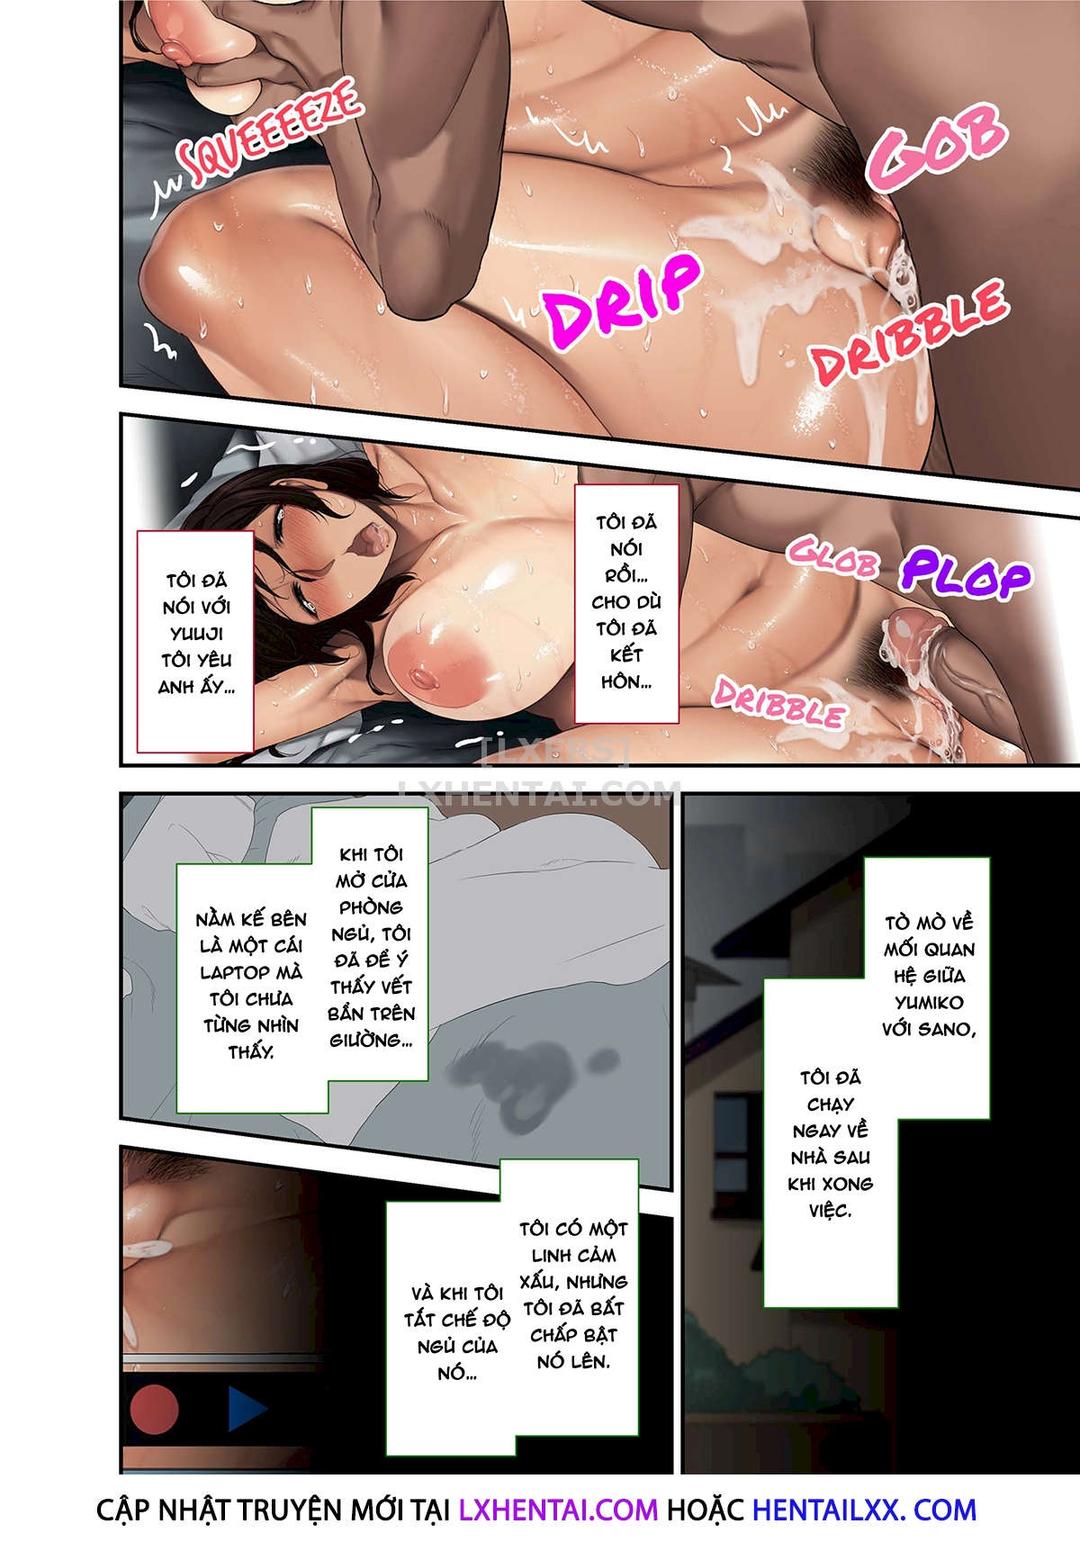 SQUEEEEZE
GOB
DRIP
DRIBBLE
TÔI ĐÃ
NÓI
RỒI...
CHO DÙ
TÔI ĐÃ
KẾT
HÔN...
GLOB
PLOP
DRIBBLE
TÔI ĐÃ
NÓI VỚI
YUUJI
TÔI YÊU
ANH ẤY...
[LXERS]
LXHENTAI.COM
TÒ MÒ VỀ
MỐI QUAN
HỆ GIỮA
YUMIKO
VỚI SANO,
TÔI ĐÃ
CHẠY
NGAY VỀ
NHÀ SAU
KHI XONG
VIỆC.
KHI TÔI
MỞ CỬA
PHÒNG
NGỦ, TÔI
ĐÃ ĐỂ Ý
THẤY VẾT
BẨN TRÊN
GIƯỜNG...
NẰM KẾ BÊN
LÀ MỘT CÁI
LAPTOP MÀ
TÔI CHƯA
TỪNG NHÌN
THẤY.
TÔI CÓ MỘT
LINH CẢM
XẤU, NHƯNG
TÔI ĐÃ BẤT
CHẤP BẬT
NÓ LÊN.
VÀ KHI TÔI
TẮT CHẾ ĐỘ
NGỦ CỦA
NÓ...
CẬP NHẬT TRUYỆN MỚI TẠI LXHENTAI.COM HOẶC HENTAILXX. COM